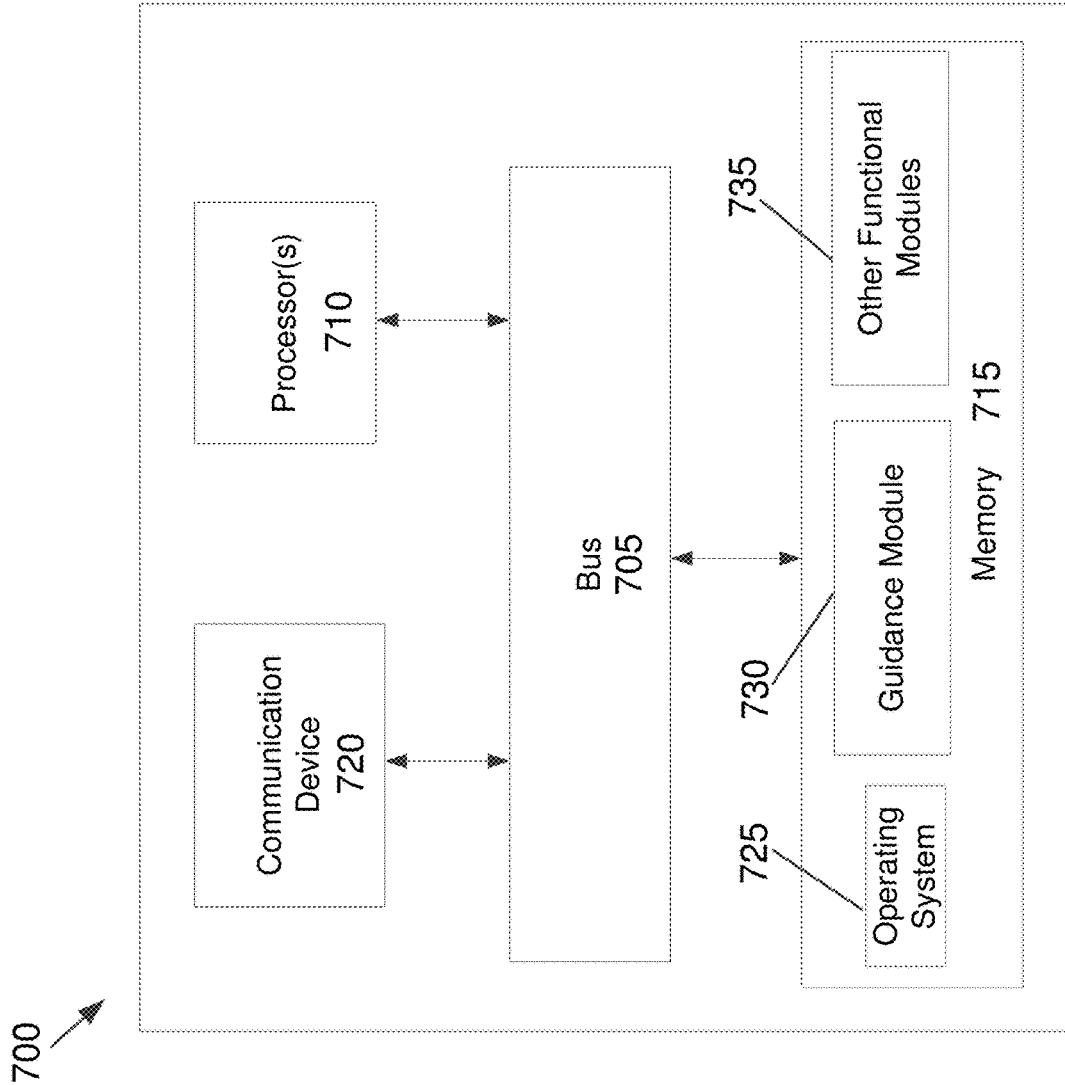 700
Communication
Device
720
Processor(s)
710
Bus
705
725
730
735
Operating
System
Guidance Module
Other Functional
Modules
Memory 715